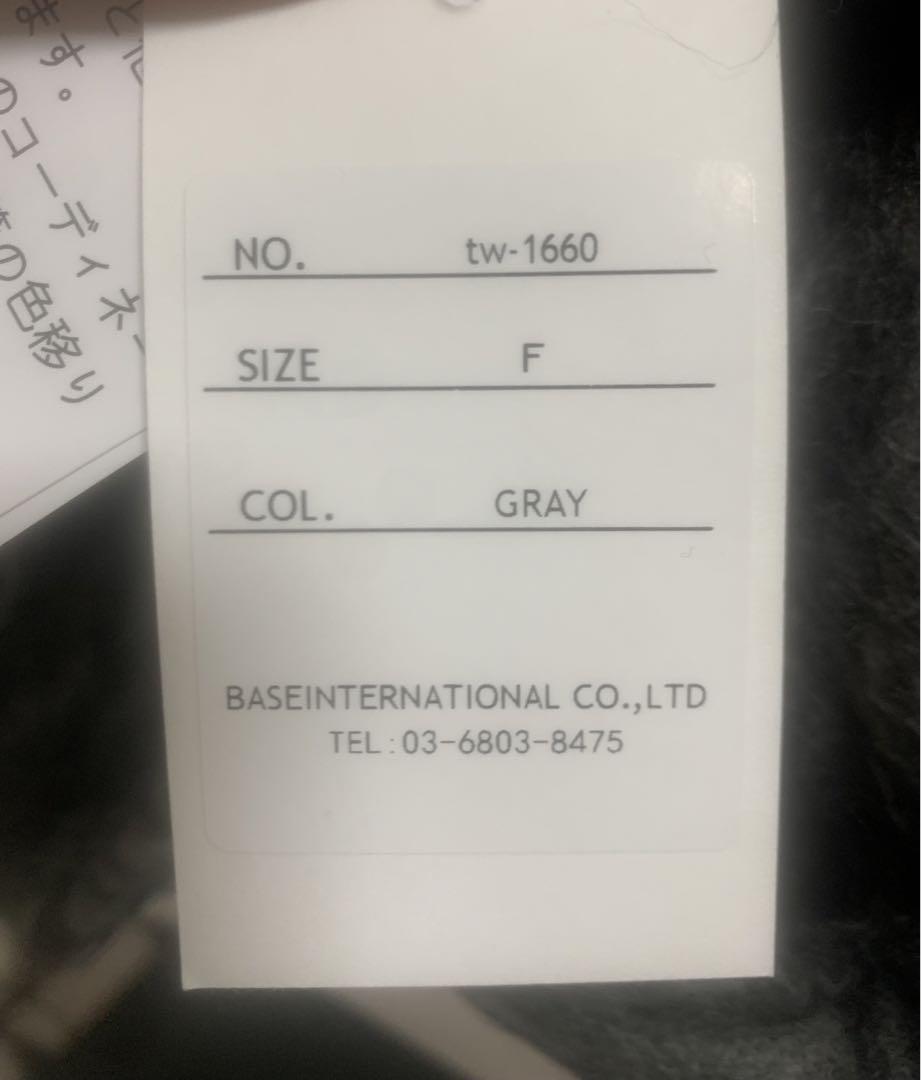 NO. tw-1660
SIZE F
COL. GRAY
BASEINTERNATIONAL CO.,LTD
TEL:03-6803-8475
ます。
のコーディネー
の色移り